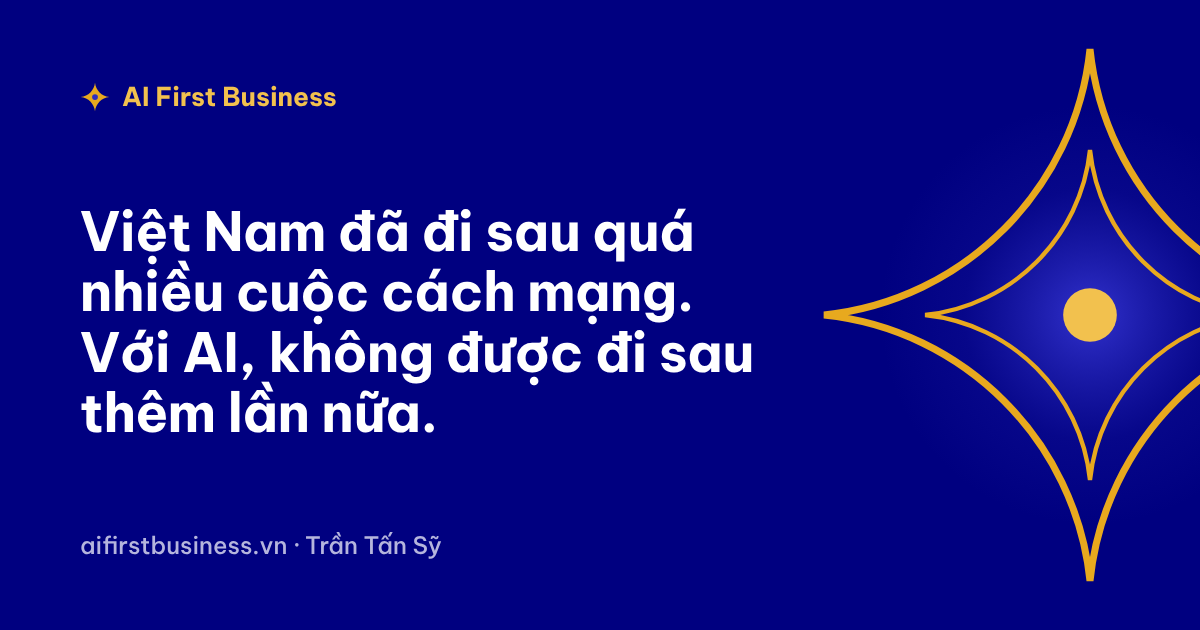 AI First Business
Việt Nam đã đi sau quá
nhiều cuộc cách mạng.
Với AI, không được đi sau
thêm lần nữa.
aifirstbusiness.vn · Trần Tấn Sỹ